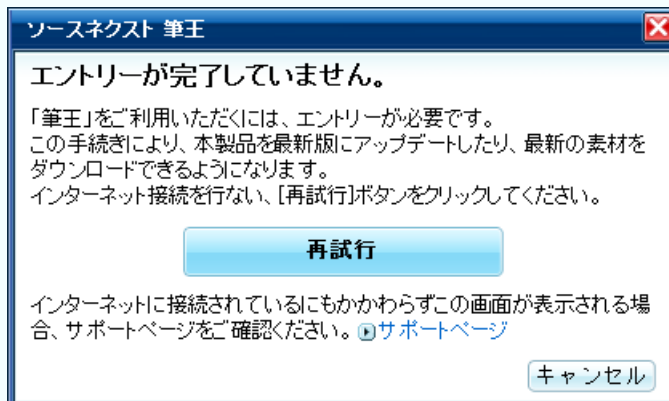 ソースネクスト 筆王
エントリーが完了していません。
「筆王」をご利用いただくには、エントリーが必要です。
この手続きにより、本製品を最新版にアップデートしたり、最新の素材を
ダウンロードできるようになります。
インターネット接続を行ない、[再試行]ボタンをクリックしてください。
再試行
インターネットに接続されているにもかかわらずこの画面が表示される場
合、サポートページをご確認ください。 サポートページ
キャンセル